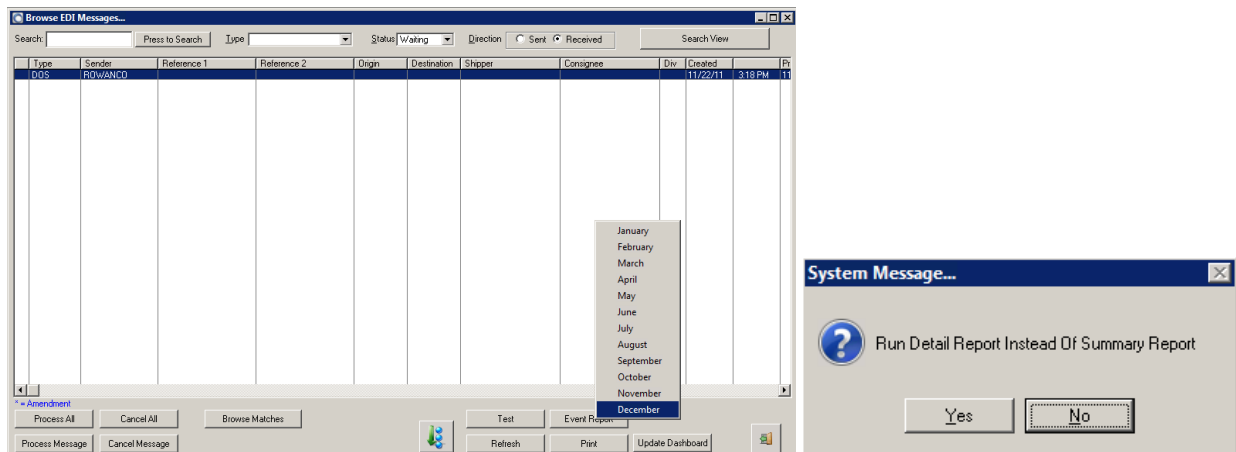 Browse EDI Messages...
Search: Press to Search Type Status Waiting Direction Sent Received Search View
Type Sender Reference 1 Reference 2 Origin Destination Shipper Consignee Div Created Pr
DOS ROWANCO 11/22/11 3:18 PM 11
January
February
March
April
May
June
July
August
September
October
November
December
* = Amendment
Process All Cancel All Browse Matches Test Event Report
Process Message Cancel Message Refresh Print Update Dashboard
System Message...
Run Detail Report Instead Of Summary Report
Yes No